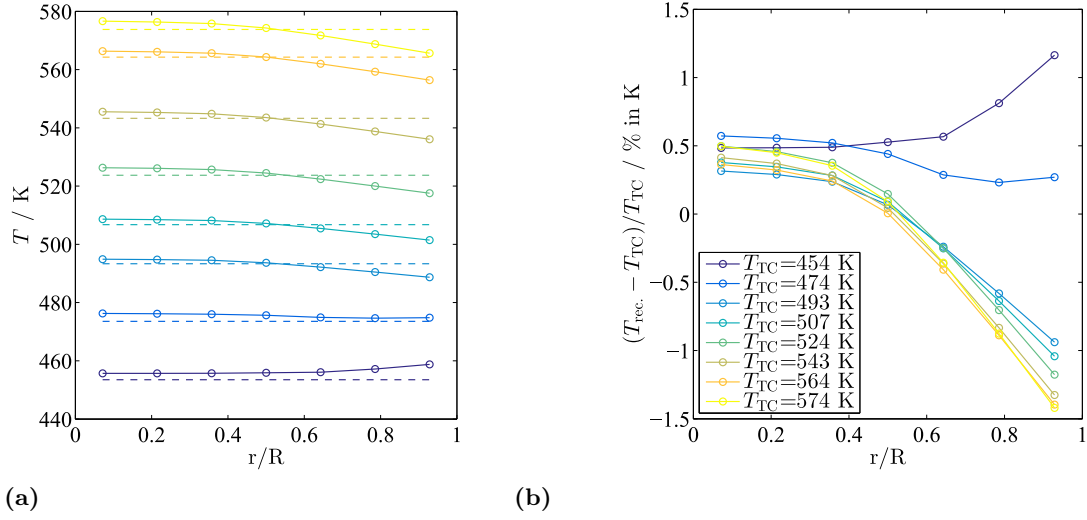 580
560
540
520
500
480
460
440
T / K
0 0.2 0.4 0.6 0.8 1
r/R
(a)
1.5
1
0.5
0
−0.5
−1
−1.5
(T_rec. − T_TC)/T_TC / % in K
T_TC=454 K
T_TC=474 K
T_TC=493 K
T_TC=507 K
T_TC=524 K
T_TC=543 K
T_TC=564 K
T_TC=574 K
0 0.2 0.4 0.6 0.8 1
r/R
(b)